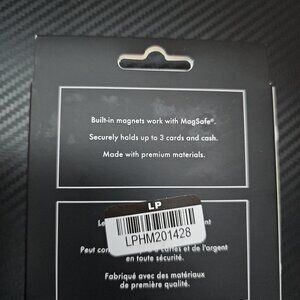 Built-in magnets work with MagSafe®.
Securely holds up to 3 cards and cash.
Made with premium materials.
LP
LPHM201428
Peut cartes et de l'argent
en toute sécurité.
Fabriqué avec des matériaux
de première qualité.